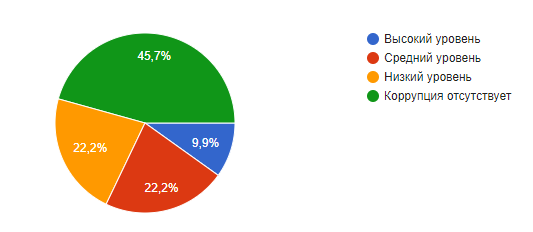 45,7%
9,9%
22,2%
22,2%
Высокий уровень
Средний уровень
Низкий уровень
Коррупция отсутствует